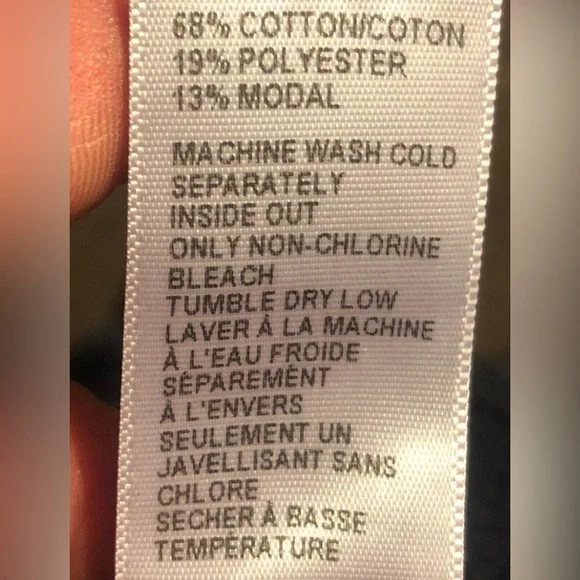 68% COTTON/COTON
19% POLYESTER
13% MODAL
MACHINE WASH COLD
SEPARATELY
INSIDE OUT
ONLY NON-CHLORINE
BLEACH
TUMBLE DRY LOW
LAVER À LA MACHINE
À L'EAU FROIDE
SÉPARÉMENT
À L'ENVERS
SEULEMENT UN
JAVELLISANT SANS
CHLORE
SECHER À BASSE
TEMPÉRATURE